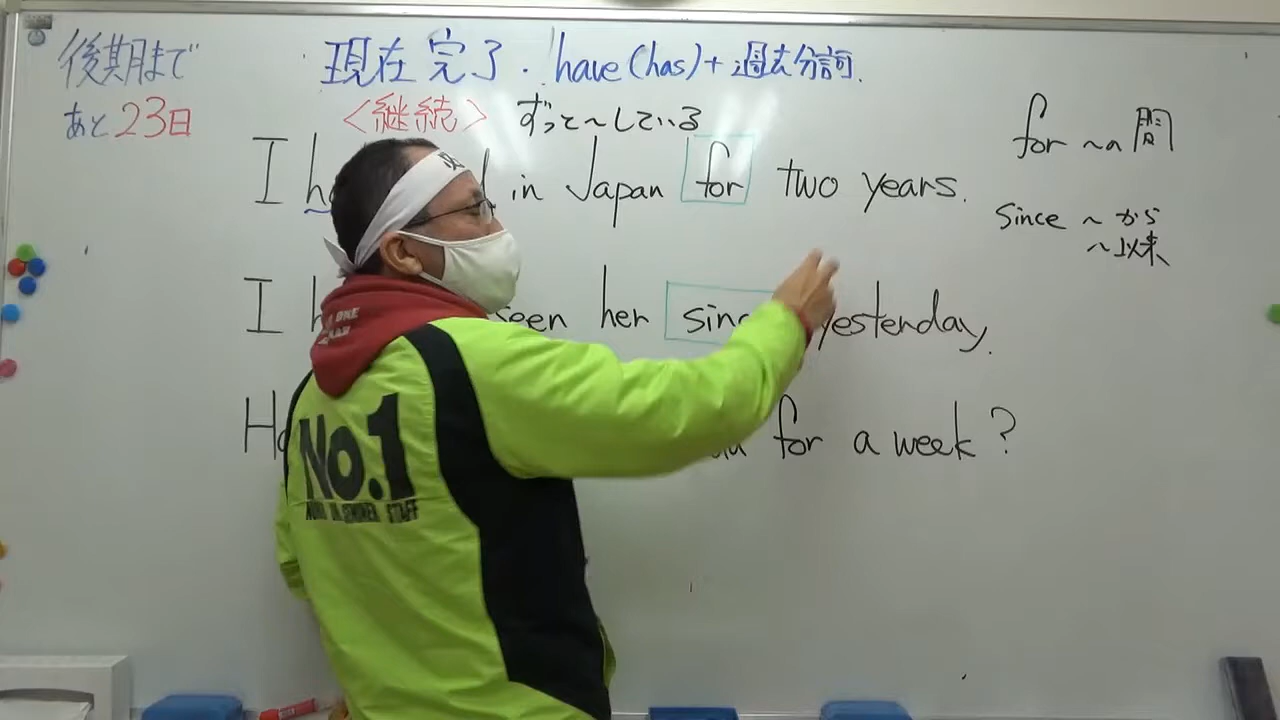 後期まで
あと23日
現在完了・have(has)+過去分詞.
<継続> ずっと~している
I in Japan for two years.
for ~の間
since ~から
~以来
I seen her yesterday.
for a week?
No.1
STAFF